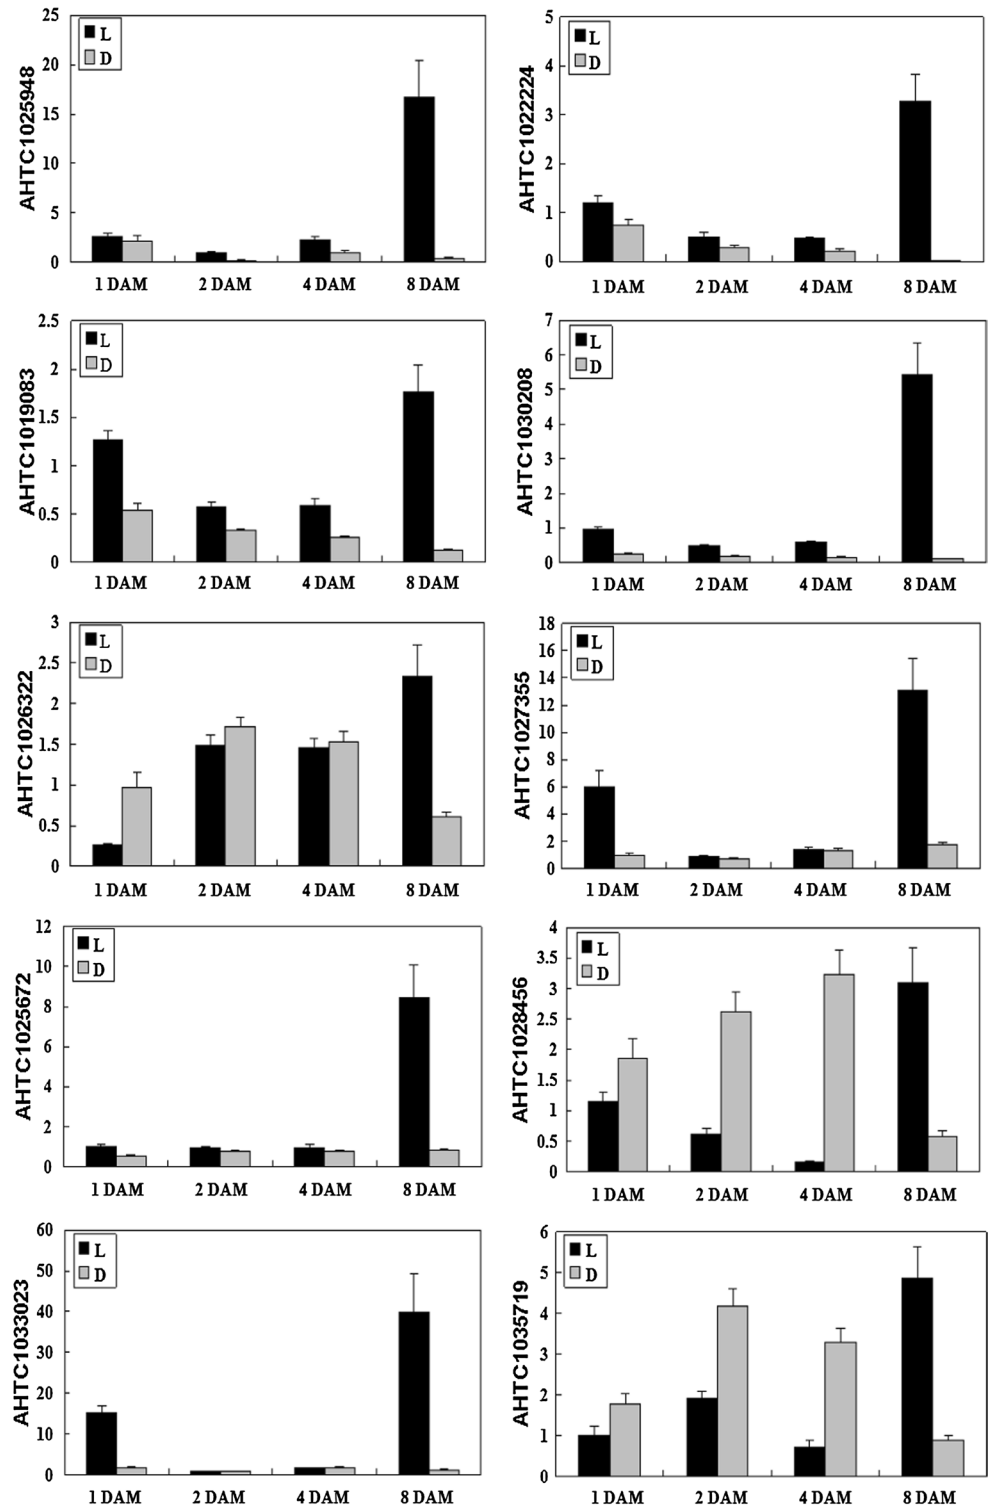 AHTC1025948
L
D
25
20
15
10
5
0
1 DAM 2 DAM 4 DAM 8 DAM
AHTC1022224
L
D
5
4
3
2
1
0
1 DAM 2 DAM 4 DAM 8 DAM
AHTC1019083
L
D
2.5
2
1.5
1
0.5
0
1 DAM 2 DAM 4 DAM 8 DAM
AHTC1030208
L
D
7
6
5
4
3
2
1
0
1 DAM 2 DAM 4 DAM 8 DAM
AHTC1026322
L
D
3
2.5
2
1.5
1
0.5
0
1 DAM 2 DAM 4 DAM 8 DAM
AHTC1027355
L
D
18
16
14
12
10
8
6
4
2
0
1 DAM 2 DAM 4 DAM 8 DAM
AHTC1025672
L
D
12
10
8
6
4
2
0
1 DAM 2 DAM 4 DAM 8 DAM
AHTC1028456
L
D
4
3.5
3
2.5
2
1.5
1
0.5
0
1 DAM 2 DAM 4 DAM 8 DAM
AHTC1033023
L
D
60
50
40
30
20
10
0
1 DAM 2 DAM 4 DAM 8 DAM
AHTC1035719
L
D
6
5
4
3
2
1
0
1 DAM 2 DAM 4 DAM 8 DAM